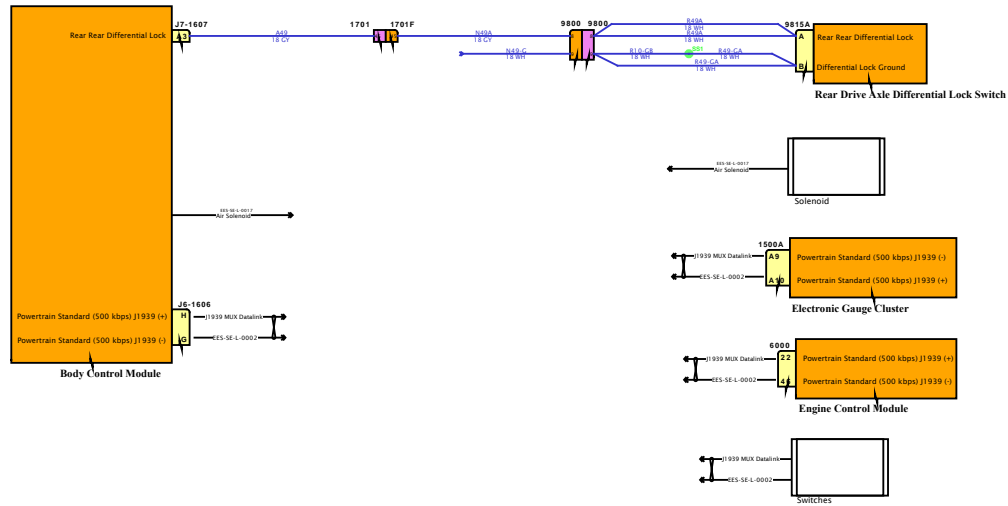 J7-1607
Rear Rear Differential Lock
A3
A49
18 GY
1701
1701F
N49A
18 GY
N49-G
18 WH
9800
9800
R49A
18 WH
R49A
18 WH
R10-GB
18 WH
SS1
R49-GA
18 WH
R49-GA
18 WH
9815A
A
Rear Rear Differential Lock
B
Differential Lock Ground
Rear Drive Axle Differential Lock Switch
EES-SE-L-0017
Air Solenoid
Solenoid
EES-SE-L-0017
Air Solenoid
1500A
J1939 MUX Datalink
A9
Powertrain Standard (500 kbps) J1939 (-)
EES-SE-L-0002
A10
Powertrain Standard (500 kbps) J1939 (+)
Electronic Gauge Cluster
J6-1606
Powertrain Standard (500 kbps) J1939 (+)
H
J1939 MUX Datalink
Powertrain Standard (500 kbps) J1939 (-)
G
EES-SE-L-0002
Body Control Module
6000
J1939 MUX Datalink
22
Powertrain Standard (500 kbps) J1939 (+)
EES-SE-L-0002
Powertrain Standard (500 kbps) J1939 (-)
Engine Control Module
J1939 MUX Datalink
EES-SE-L-0002
Switches